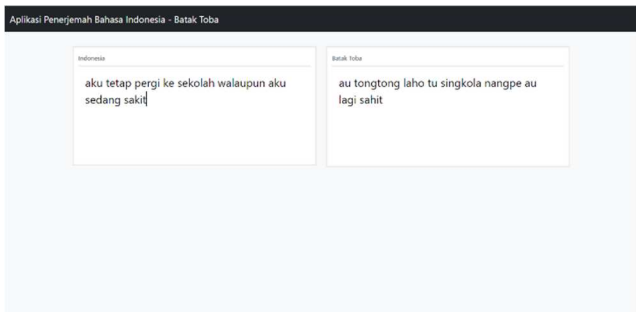 Aplikasi Penerjemah Bahasa Indonesia - Batak Toba
Indonesia
aku tetap pergi ke sekolah walaupun aku
sedang sakit
Batak Toba
au tongtong laho tu singkola nangpe au
lagi sahit